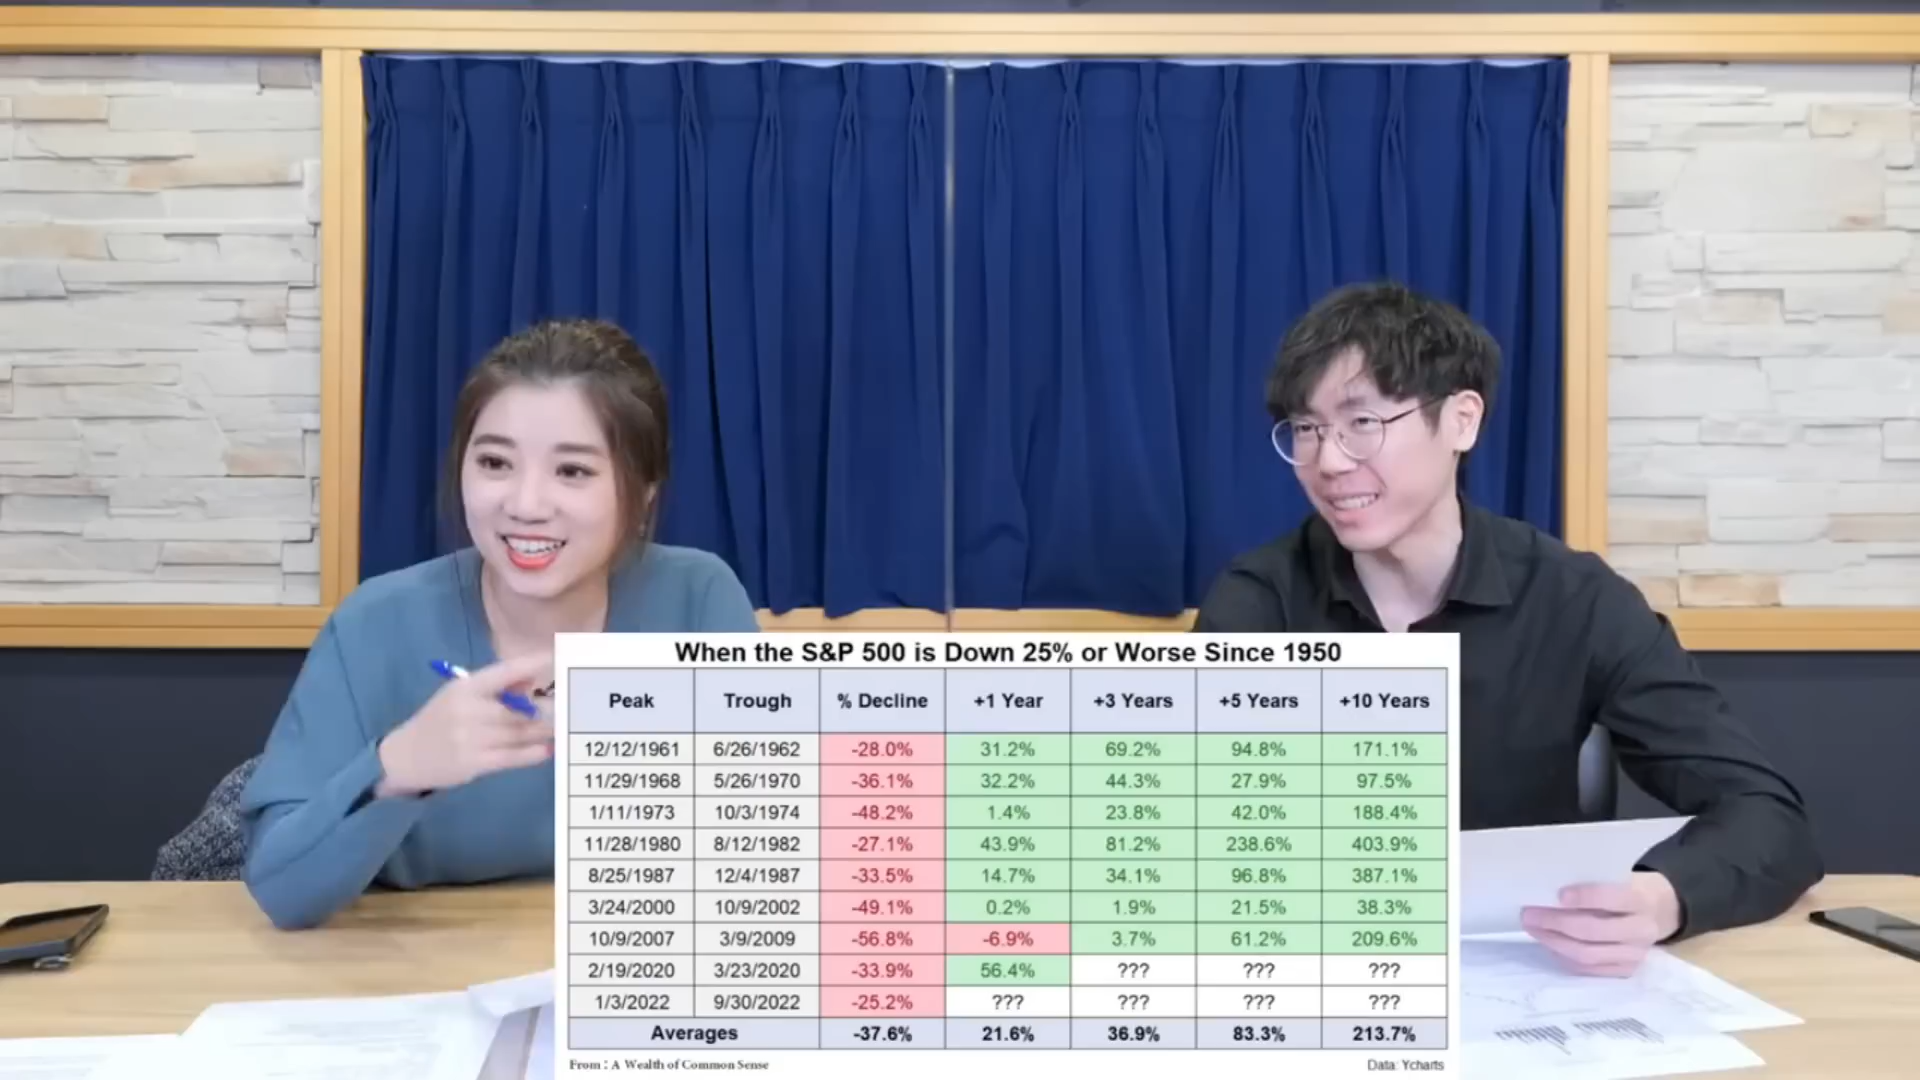 When the S&P 500 is Down 25% or Worse Since 1950
Peak Trough % Decline +1 Year +3 Years +5 Years +10 Years
12/12/1961 6/26/1962 -28.0% 31.2% 69.2% 94.8% 171.1%
11/29/1968 5/26/1970 -36.1% 32.2% 44.3% 27.9% 97.5%
1/11/1973 10/3/1974 -48.2% 1.4% 23.8% 42.0% 188.4%
11/28/1980 8/12/1982 -27.1% 43.9% 81.2% 238.6% 403.9%
8/25/1987 12/4/1987 -33.5% 14.7% 34.1% 96.8% 387.1%
3/24/2000 10/9/2002 -49.1% 0.2% 1.9% 21.5% 38.3%
10/9/2007 3/9/2009 -56.8% -6.9% 3.7% 61.2% 209.6%
2/19/2020 3/23/2020 -33.9% 56.4% ??? ??? ???
1/3/2022 9/30/2022 -25.2% ??? ??? ??? ???
Averages -37.6% 21.6% 36.9% 83.3% 213.7%
From : A Wealth of Common Sense Data: Ycharts